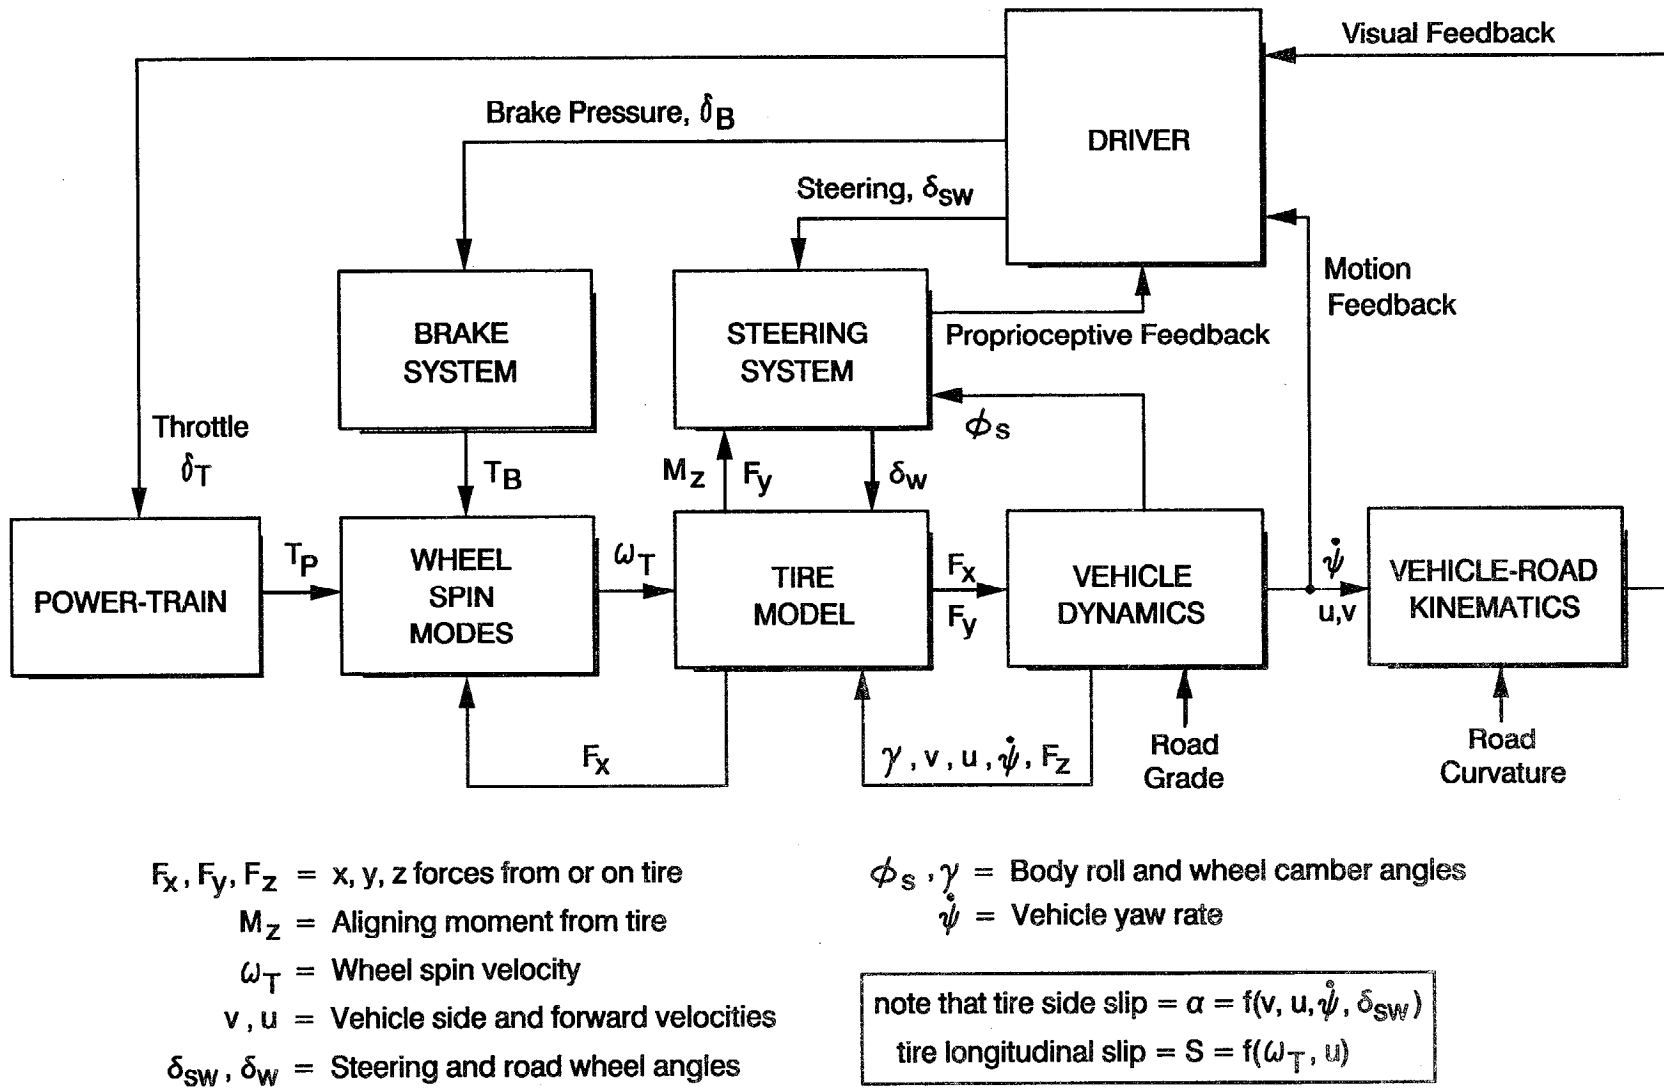 Visual Feedback
Brake Pressure, δB
DRIVER
Steering, δSW
Motion
Feedback
BRAKE
SYSTEM
STEERING
SYSTEM
Proprioceptive Feedback
ϕS
Throttle
δT
TB
Mz Fy
δw
POWER-TRAIN
TP
WHEEL
SPIN
MODES
ωT
TIRE
MODEL
Fx
Fy
VEHICLE
DYNAMICS
ψ̇
u,v
VEHICLE-ROAD
KINEMATICS
Fx
γ, v, u, ψ̇, Fz
Road
Grade
Road
Curvature
Fx, Fy, Fz = x, y, z forces from or on tire
Mz = Aligning moment from tire
ωT = Wheel spin velocity
v, u = Vehicle side and forward velocities
δSW, δW = Steering and road wheel angles
ϕS, γ = Body roll and wheel camber angles
ψ̇ = Vehicle yaw rate
note that tire side slip = α = f(v, u, ψ̇, δSW)
tire longitudinal slip = S = f(ωT, u)